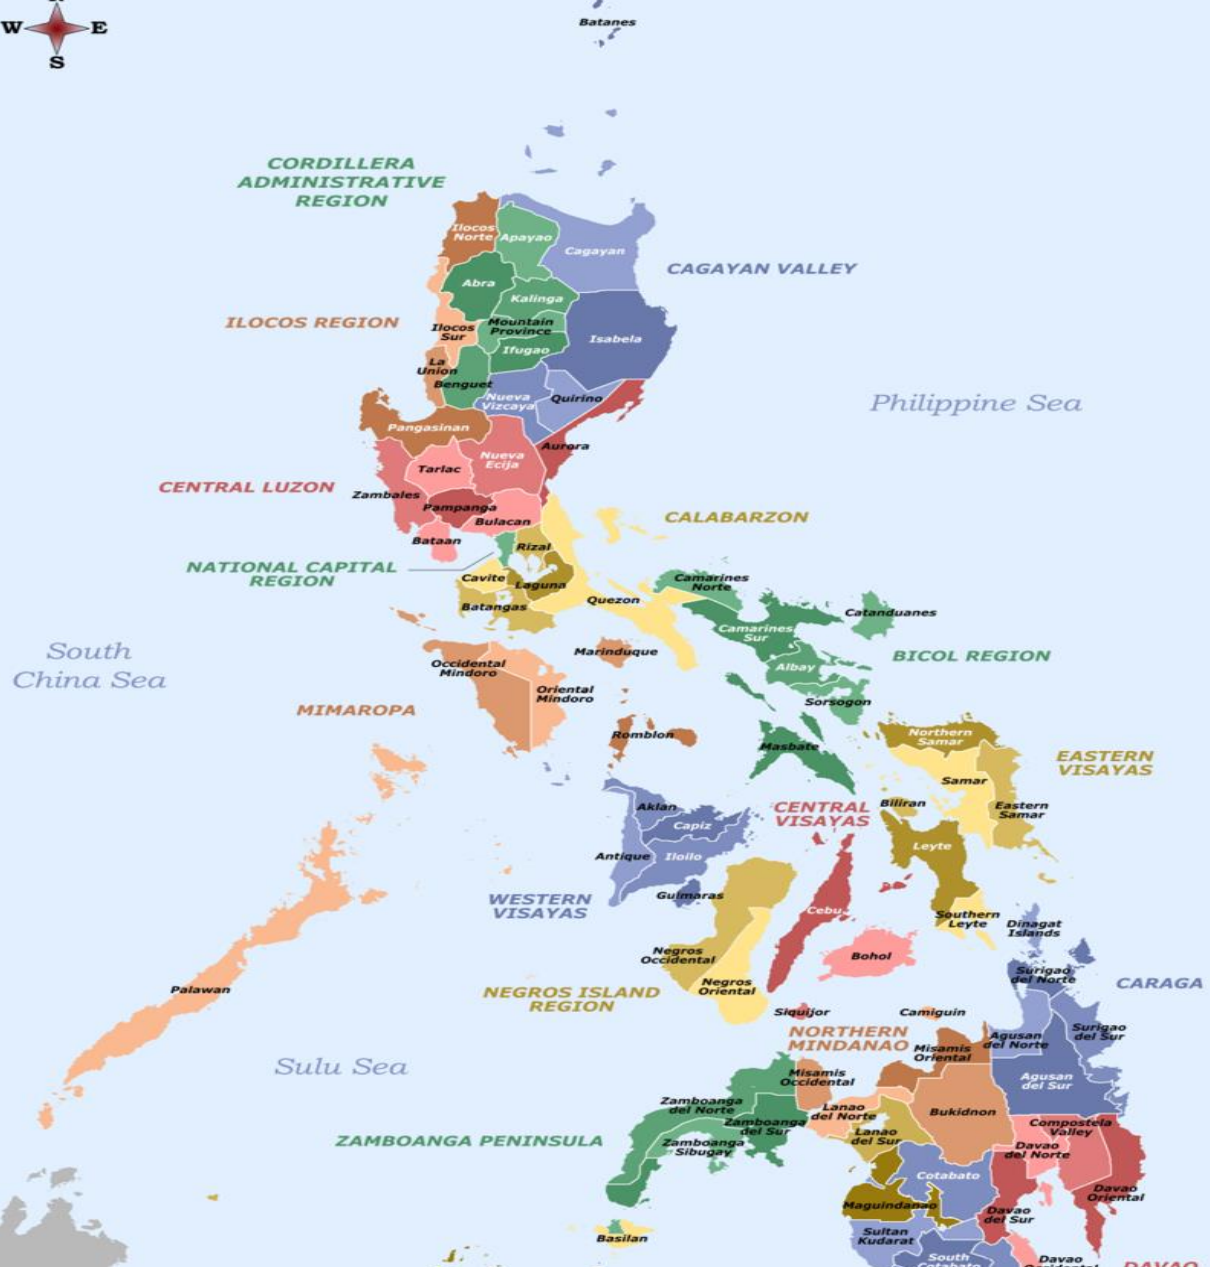 Batanes
W
E
S
CORDILLERA
ADMINISTRATIVE
REGION
Ilocos
Norte
Apayao
Cagayan
CAGAYAN VALLEY
Abra
Kalinga
ILOCOS REGION
Ilocos
Sur
Mountain
Province
Isabela
Ifugao
La
Union
Benguet
Nueva
Vizcaya
Quirino
Philippine Sea
Pangasinan
Aurora
Nueva
Ecija
Tarlac
CENTRAL LUZON
Zambales
Pampanga
Bulacan
CALABARZON
Bataan
Rizal
NATIONAL CAPITAL
REGION
Cavite
Laguna
Camarines
Norte
Batangas
Quezon
Catanduanes
Camarines
Sur
South
China Sea
Marinduque
BICOL REGION
Occidental
Mindoro
Albay
Oriental
Mindoro
Sorsogon
MIMAROPA
Romblon
Masbate
Northern
Samar
EASTERN
VISAYAS
Samar
Aklan
CENTRAL
VISAYAS
Biliran
Eastern
Samar
Capiz
Antique
Iloilo
Leyte
WESTERN
VISAYAS
Guimaras
Cebu
Southern
Leyte
Dinagat
Islands
Negros
Occidental
Bohol
Palawan
Negros
Oriental
Surigao
del Norte
CARAGA
NEGROS ISLAND
REGION
Siquijor
Camiguin
NORTHERN
MINDANAO
Agusan
del Norte
Surigao
del Sur
Misamis
Oriental
Sulu Sea
Misamis
Occidental
Agusan
del Sur
Zamboanga
del Norte
Lanao
del Norte
Bukidnon
Zamboanga
del Sur
Compostela
Valley
ZAMBOANGA PENINSULA
Zamboanga
Sibugay
Lanao
del Sur
Davao
del Norte
Cotabato
Davao
Oriental
Maguindanao
Davao
del Sur
Basilan
Sultan
Kudarat
South
Cotabato
Davao
DAVAO